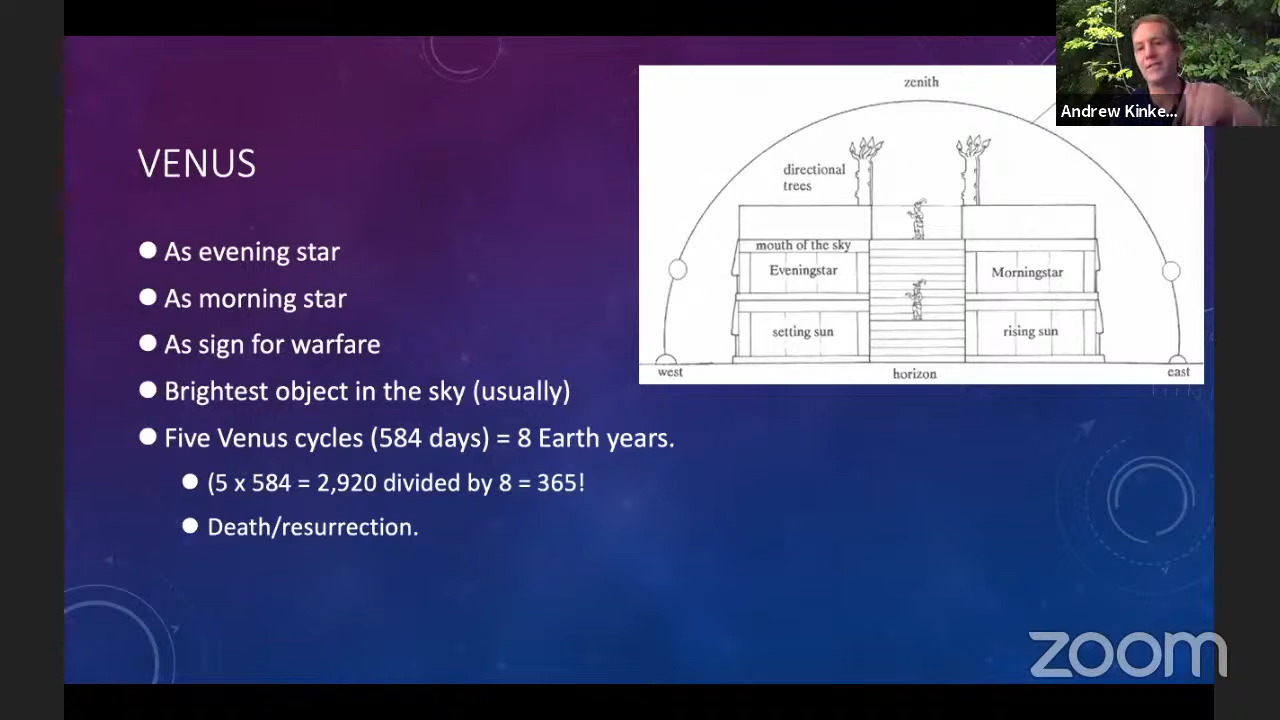 VENUS
As evening star
As morning star
As sign for warfare
Brightest object in the sky (usually)
Five Venus cycles (584 days) = 8 Earth years.
(5 x 584 = 2,920 divided by 8 = 365!
Death/resurrection.
zenith
directional
trees
mouth of the sky
Eveningstar
Morningstar
setting sun
rising sun
west
horizon
east
Andrew Kinke...
zoom